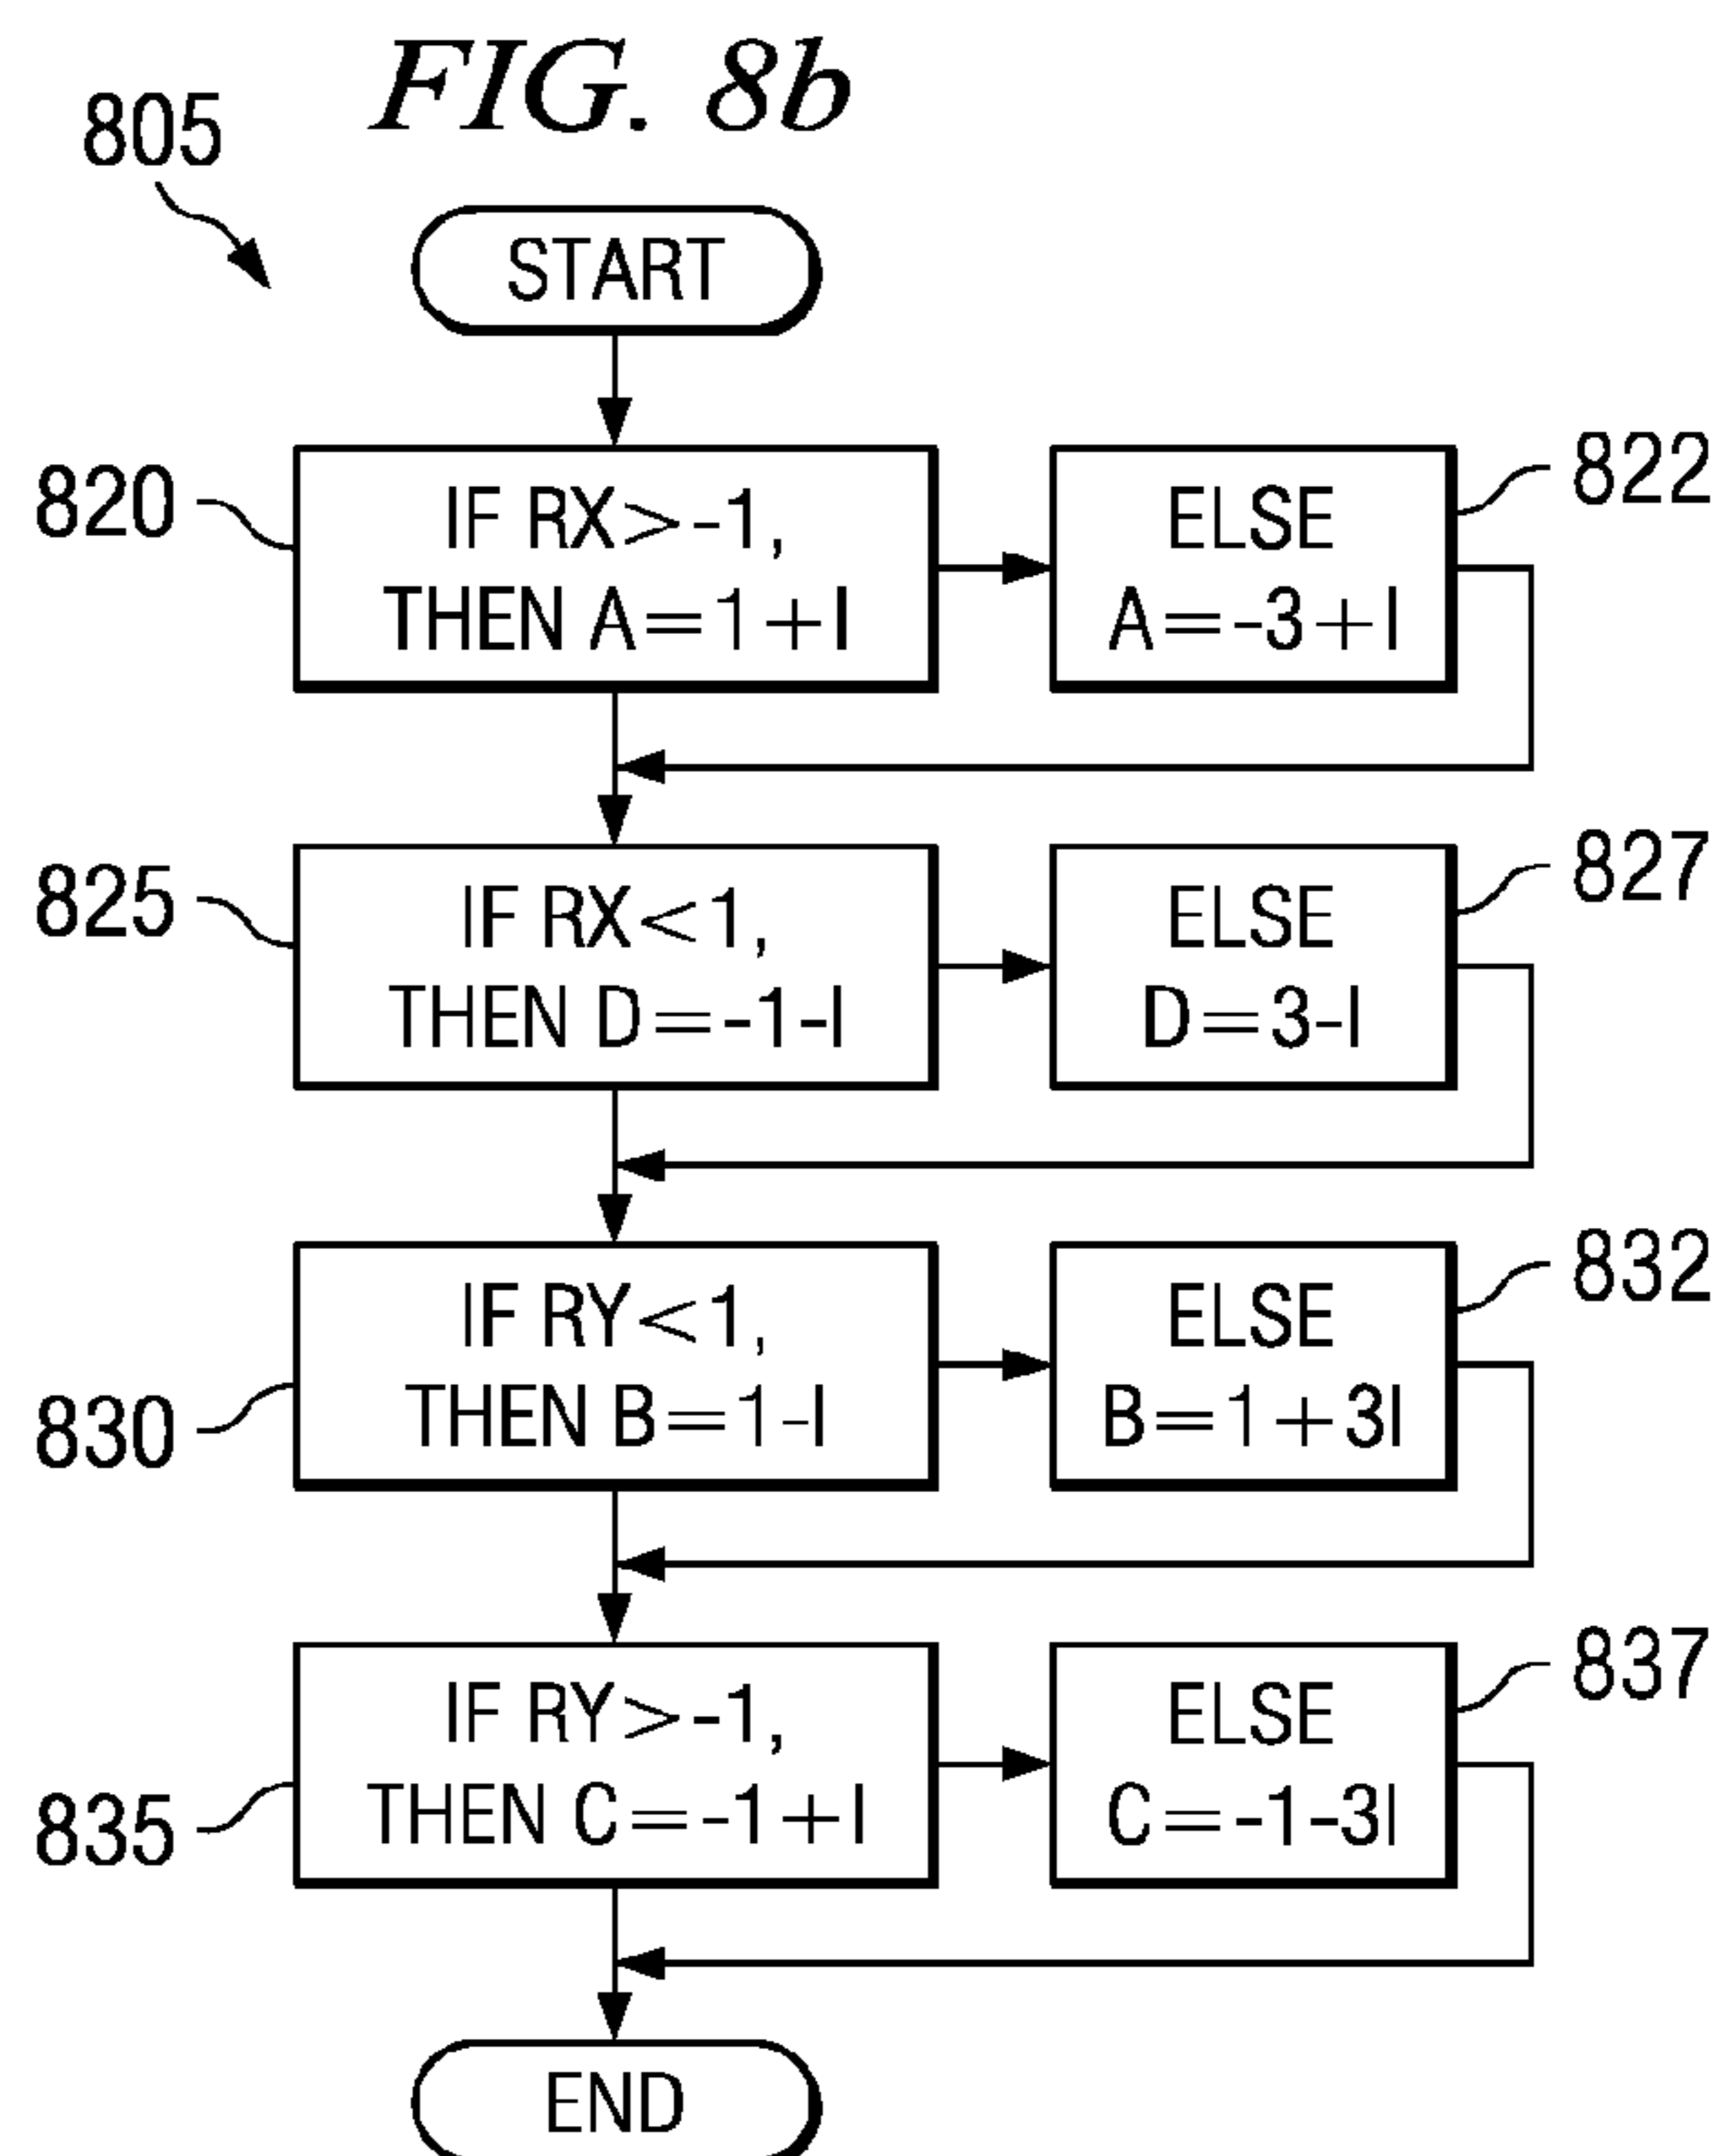 FIG. 8b
805
START
820
IF RX>-1,
THEN A=1+I
ELSE
A=-3+I
822
825
IF RX<1,
THEN D=-1-I
ELSE
D=3-I
827
830
IF RY<1,
THEN B=1-I
ELSE
B=1+3I
832
835
IF RY>-1,
THEN C=-1+I
ELSE
C=-1-3I
837
END